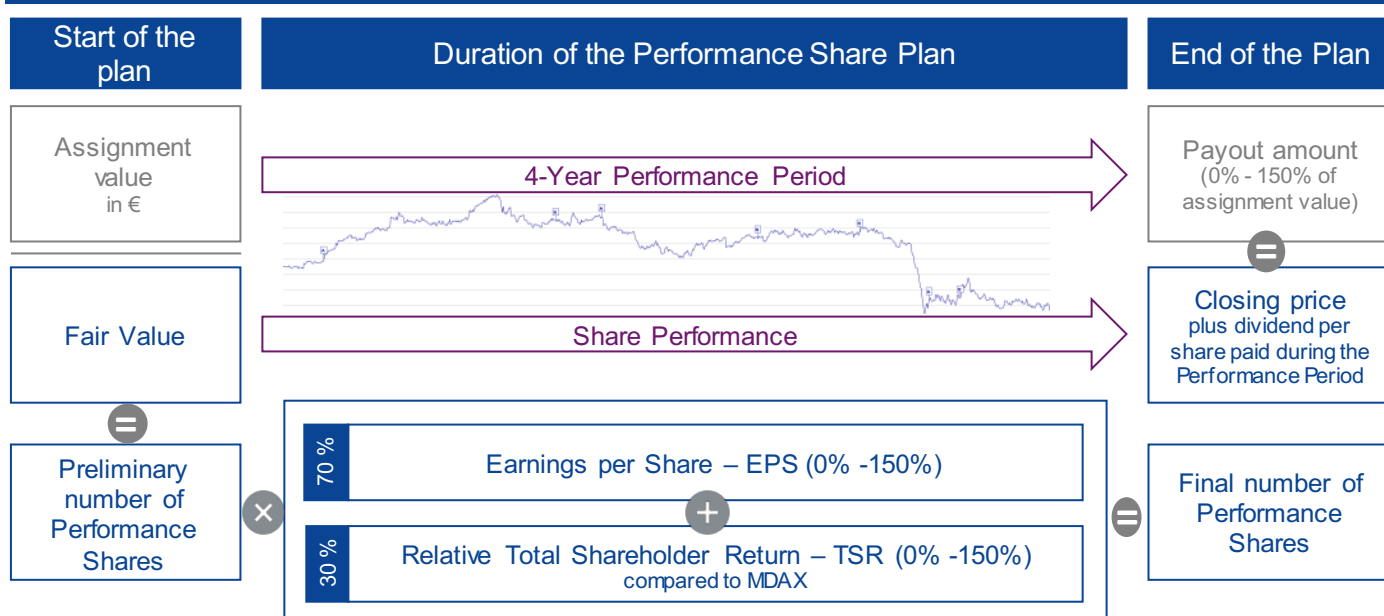 Start of the
plan
Duration of the Performance Share Plan
End of the Plan
Assignment
value
in €
4-Year Performance Period
Payout amount
(0% - 150% of
assignment value)
=
Fair Value
Share Performance
Closing price
plus dividend per
share paid during the
Performance Period
=
Preliminary
number of
Performance
Shares
×
70 %
Earnings per Share – EPS (0% -150%)
+
30 %
Relative Total Shareholder Return – TSR (0% -150%)
compared to MDAX
=
Final number of
Performance
Shares